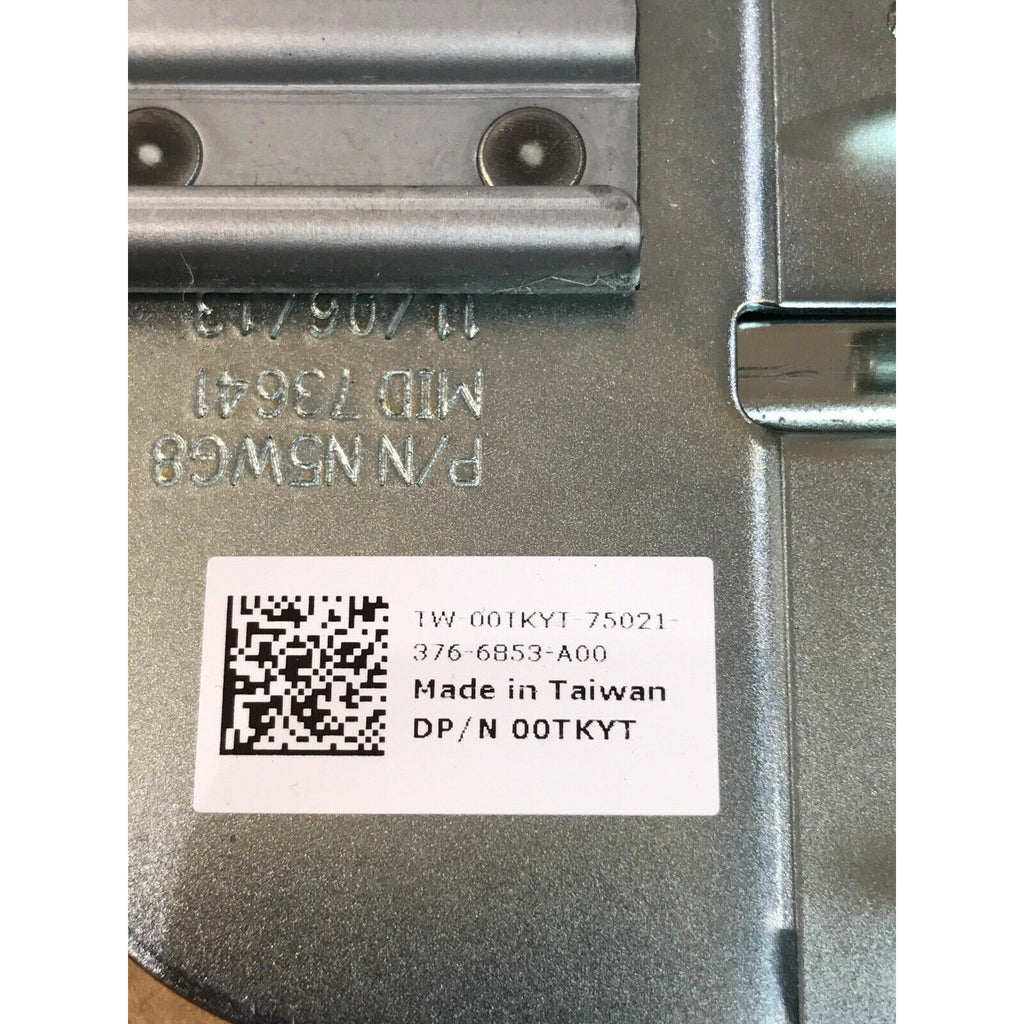 P/N N5WG8
MID 73641
11/06/13
TW-00TKYT-75021-
376-6853-A00
Made in Taiwan
DP/N 00TKYT